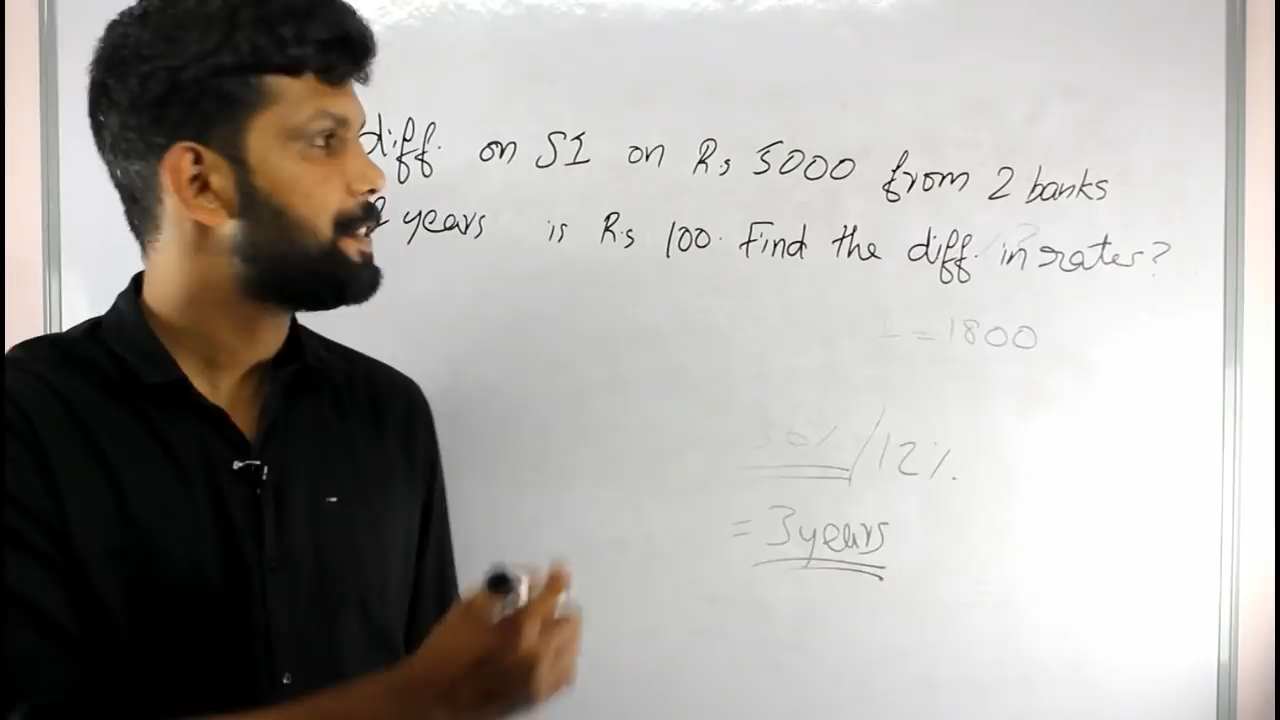 diff. on SI on Rs 5000 from 2 banks
2 years is Rs 100. Find the diff. in rates?
= 1800
30% / 12%.
= 3 years